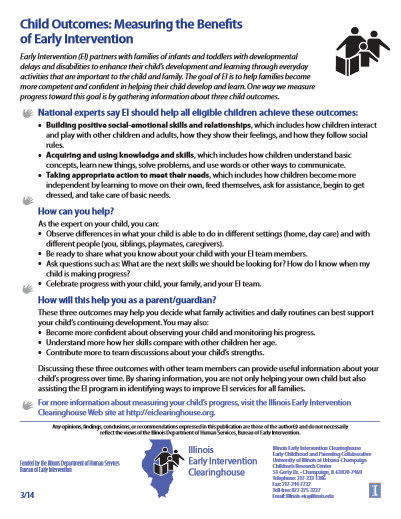 Child Outcomes: Measuring the Benefits
of Early Intervention
Early Intervention (EI) partners with families of infants and toddlers with developmental
delays and disabilities to enhance their child's development and learning through everyday
activities that are important to the child and family. The goal of EI is to help families become
more competent and confident in helping their child develop and learn. One way we measure
progress toward this goal is by gathering information about three child outcomes.
National experts say EI should help all eligible children achieve these outcomes:
• Building positive social-emotional skills and relationships, which includes how children interact
and play with other children and adults, how they show their feelings, and how they follow social
rules.
• Acquiring and using knowledge and skills, which includes how children understand basic
concepts, learn new things, solve problems, and use words or other ways to communicate.
• Taking appropriate action to meet their needs, which includes how children become more
independent by learning to move on their own, feed themselves, ask for assistance, begin to get
dressed, and take care of basic needs.
How can you help?
As the expert on your child, you can:
• Observe differences in what your child is able to do in different settings (home, day care) and with
different people (you, siblings, playmates, caregivers).
• Be ready to share what you know about your child with your EI team members.
• Ask questions such as: What are the next skills we should be looking for? How do I know when my
child is making progress?
• Celebrate progress with your child, your family, and your EI team.
How will this help you as a parent/guardian?
These three outcomes may help you decide what family activities and daily routines can best support
your child's continuing development. You may also:
• Become more confident about observing your child and monitoring his progress.
• Understand more how her skills compare with other children her age.
• Contribute more to team discussions about your child's strengths.
Discussing these three outcomes with other team members can provide useful information about your
child's progress over time. By sharing information, you are not only helping your own child but also
assisting the EI program in identifying ways to improve EI services for all families.
For more information about measuring your child's progress, visit the Illinois Early Intervention
Clearinghouse Web site at http://eiclearinghouse.org.
Any opinions, findings, conclusions, or recommendations expressed in this publication are those of the author(s) and do not necessarily
reflect the views of the Illinois Department of Human Services, Bureau of Early Intervention.
Funded by the Illinois Department of Human Services
Bureau of Early Intervention
3/14
Illinois
Early Intervention
Clearinghouse
Illinois Early Intervention Clearinghouse
Early Childhood and Parenting Collaborative
University of Illinois at Urbana-Champaign
Children's Research Center
51 Gerty Dr. • Champaign, IL 61820-7469
Telephone: 217-333-1386
Fax: 217-244-7732
Toll-free: 877-275-3227
Email: Illinois-eic@illinois.edu
I